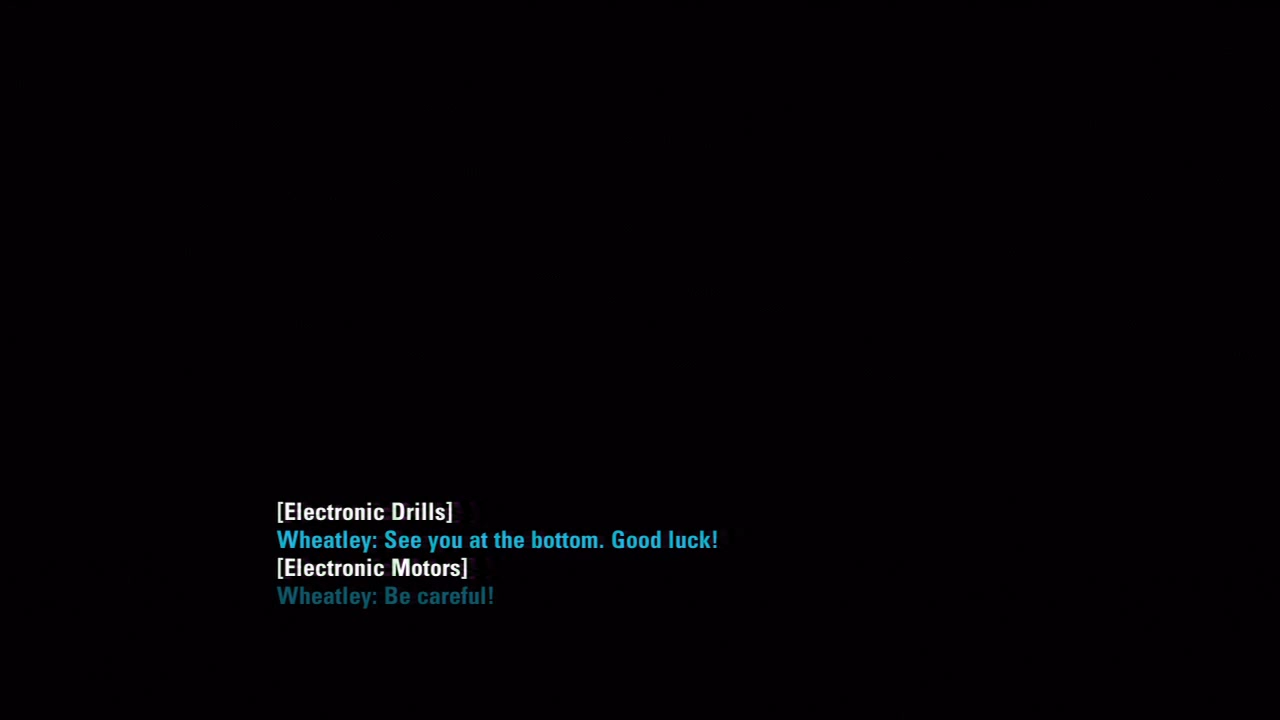 [Electronic Drills]
Wheatley: See you at the bottom. Good luck!
[Electronic Motors]
Wheatley: Be careful!